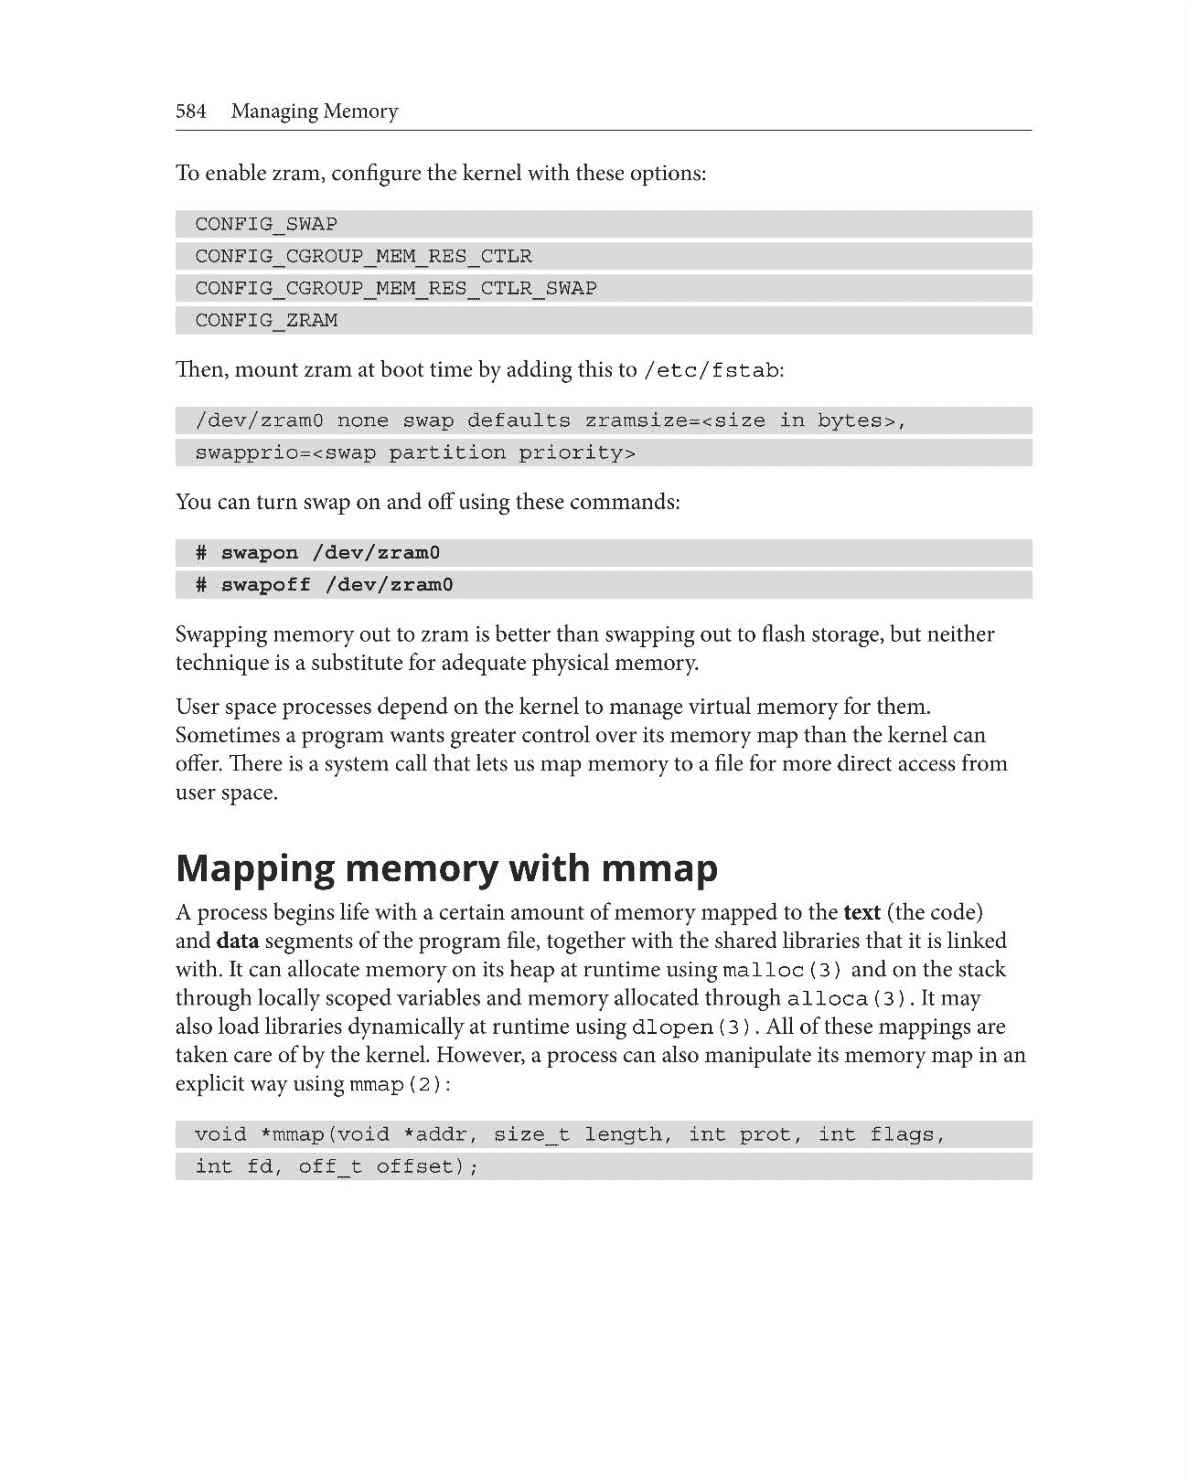 584 Managing Memory
To enable zram, configure the kernel with these options:
CONFIG_SWAP
CONFIG_CGROUP_MEM_RES_CTLR
CONFIG_CGROUP_MEM_RES_CTLR_SWAP
CONFIG_ZRAM
Then, mount zram at boot time by adding this to /etc/fstab:
/dev/zram0 none swap defaults zramsize=<size in bytes>,
swapprio=<swap partition priority>
You can turn swap on and off using these commands:
# swapon /dev/zram0
# swapoff /dev/zram0
Swapping memory out to zram is better than swapping out to flash storage, but neither
technique is a substitute for adequate physical memory.
User space processes depend on the kernel to manage virtual memory for them.
Sometimes a program wants greater control over its memory map than the kernel can
offer. There is a system call that lets us map memory to a file for more direct access from
user space.
Mapping memory with mmap
A process begins life with a certain amount of memory mapped to the text (the code)
and data segments of the program file, together with the shared libraries that it is linked
with. It can allocate memory on its heap at runtime using malloc(3) and on the stack
through locally scoped variables and memory allocated through alloca(3). It may
also load libraries dynamically at runtime using dlopen(3). All of these mappings are
taken care of by the kernel. However, a process can also manipulate its memory map in an
explicit way using mmap(2):
void *mmap(void *addr, size_t length, int prot, int flags,
int fd, off_t offset);